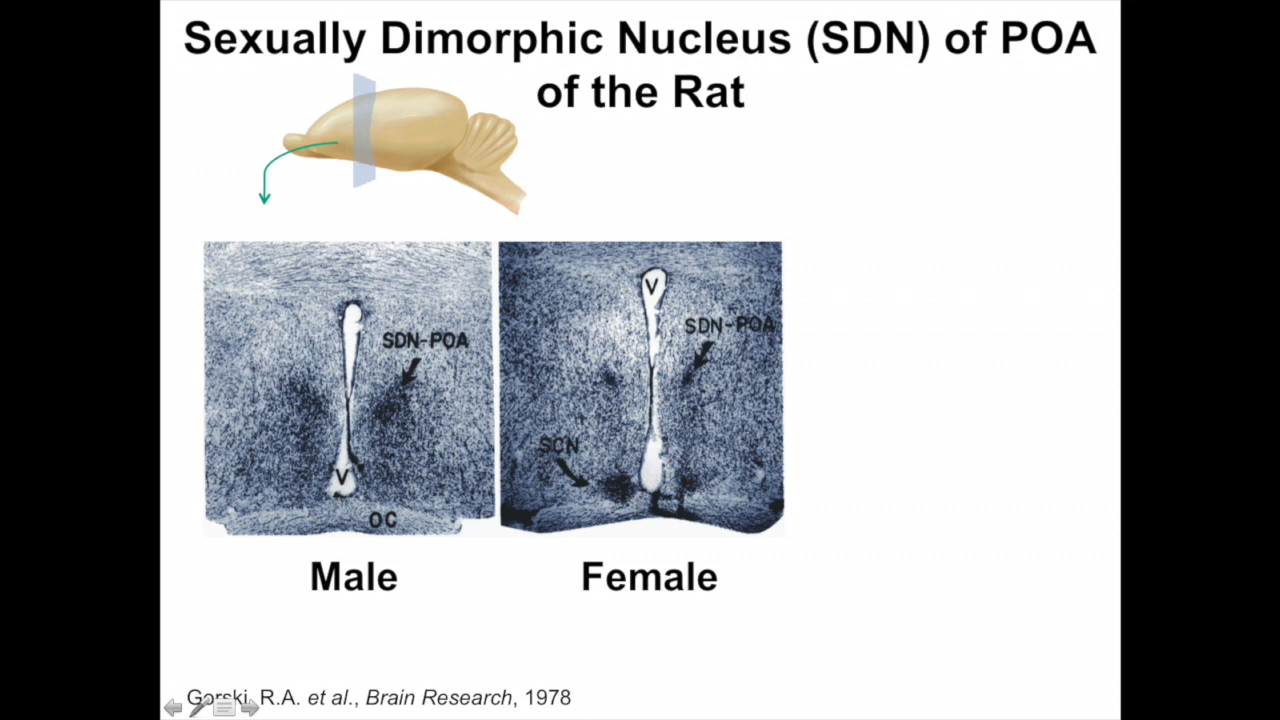 Sexually Dimorphic Nucleus (SDN) of POA
of the Rat
SDN-POA
V
OC
V
SDN-POA
SCN
Male
Female
Gorski, R.A. et al., Brain Research, 1978